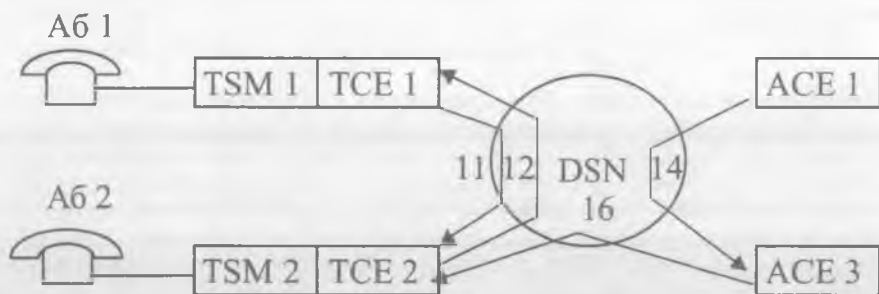 Аб 1
TSM 1 TCE 1 ACE 1
11 12 DSN 14
16
Аб 2
TSM 2 TCE 2 ACE 3